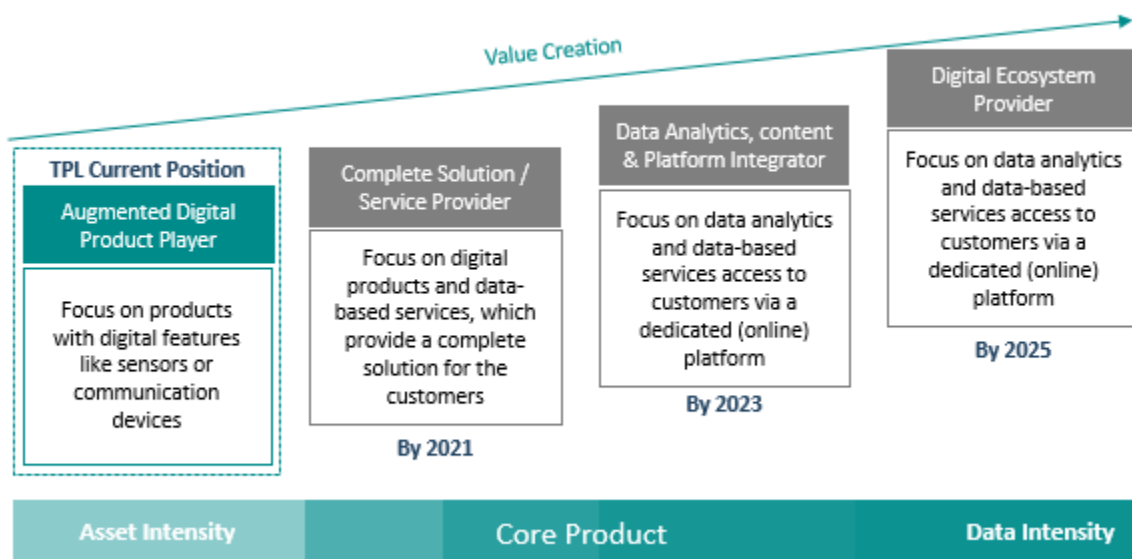 Value Creation
TPL Current Position
Augmented Digital
Product Player
Focus on products
with digital features
like sensors or
communication
devices
Complete Solution /
Service Provider
Focus on digital
products and data-
based services, which
provide a complete
solution for the
customers
By 2021
Data Analytics, content
& Platform Integrator
Focus on data analytics
and data-based
services access to
customers via a
dedicated (online)
platform
By 2023
Digital Ecosystem
Provider
Focus on data analytics
and data-based
services access to
customers via a
dedicated (online)
platform
By 2025
Asset Intensity
Core Product
Data Intensity